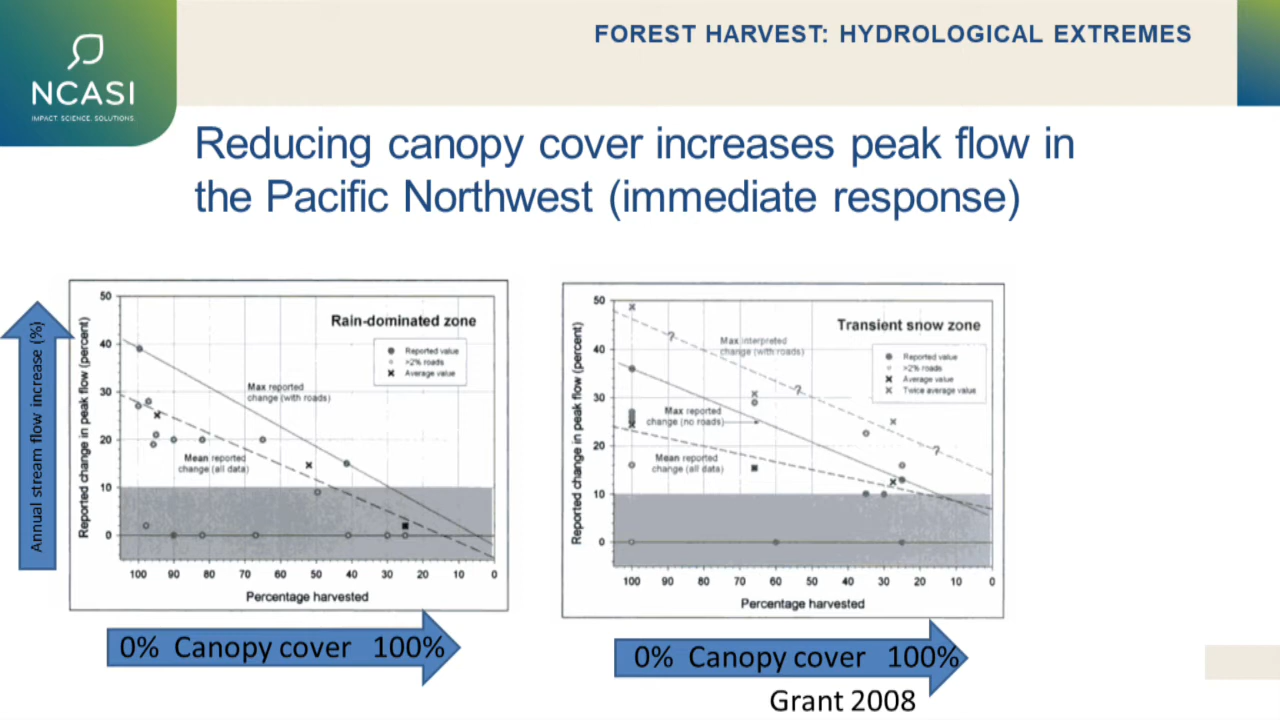 NCASI
IMPACT. SCIENCE. SOLUTIONS.
FOREST HARVEST: HYDROLOGICAL EXTREMES
Reducing canopy cover increases peak flow in
the Pacific Northwest (immediate response)
Annual stream flow increase (%)
Reported change in peak flow (percent)
50
40
30
20
10
0
Rain-dominated zone
Reported value
>2% roads
Average value
Max reported
change (with roads)
Mean reported
change (all data)
100 90 80 70 60 50 40 30 20 10 0
Percentage harvested
0% Canopy cover 100%
Reported change in peak flow (percent)
50
40
30
20
10
0
Transient snow zone
Reported value
>2% roads
Average value
Twice average value
Max interpreted
change (with roads)
?
?
?
Max reported
change (no roads)
Mean reported
change (all data)
100 90 80 70 60 50 40 30 20 10 0
Percentage harvested
0% Canopy cover 100%
Grant 2008